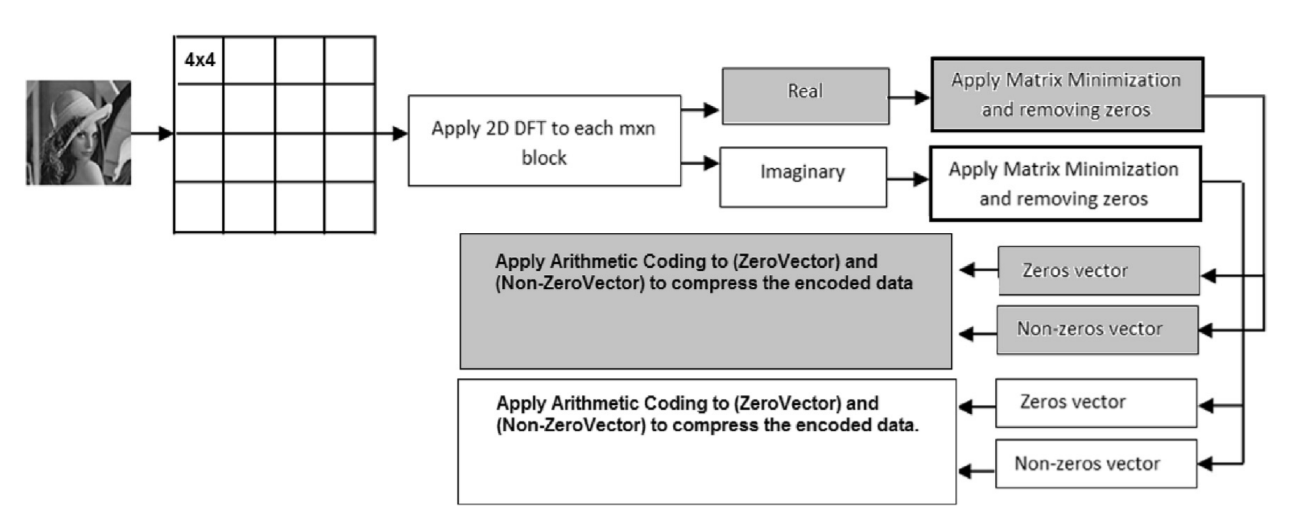 4x4
Apply 2D DFT to each mxn
block
Real
Apply Matrix Minimization
and removing zeros
Imaginary
Apply Matrix Minimization
and removing zeros
Apply Arithmetic Coding to (ZeroVector) and
(Non-ZeroVector) to compress the encoded data
Zeros vector
Non-zeros vector
Apply Arithmetic Coding to (ZeroVector) and
(Non-ZeroVector) to compress the encoded data.
Zeros vector
Non-zeros vector